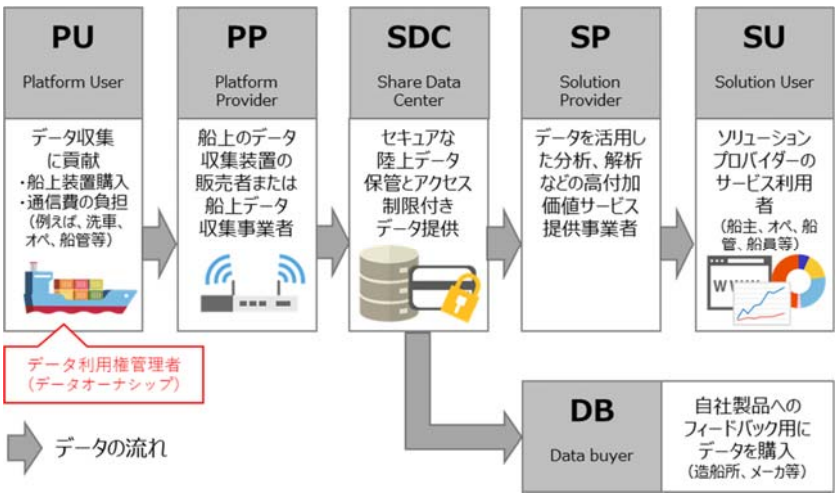 PU
Platform User
データ収集
に貢献
・船上装置購入
・通信費の負担
(例えば、洗車、
オペ、船管等)
PP
Platform
Provider
船上のデータ
収集装置の
販売者または
船上データ
収集事業者
SDC
Share Data
Center
セキュアな
陸上データ
保管とアクセス
制限付き
データ提供
SP
Solution
Provider
データを活用し
た分析、解析
などの高付加
価値サービス
提供事業者
SU
Solution User
ソリューション
プロバイダーの
サービス利用
者
(船主、オペ、船
管、船員等)
WWW
データ利用権管理者
(データオーナシップ)
DB
Data buyer
自社製品への
フィードバック用に
データを購入
(造船所、メーカ等)
データの流れ